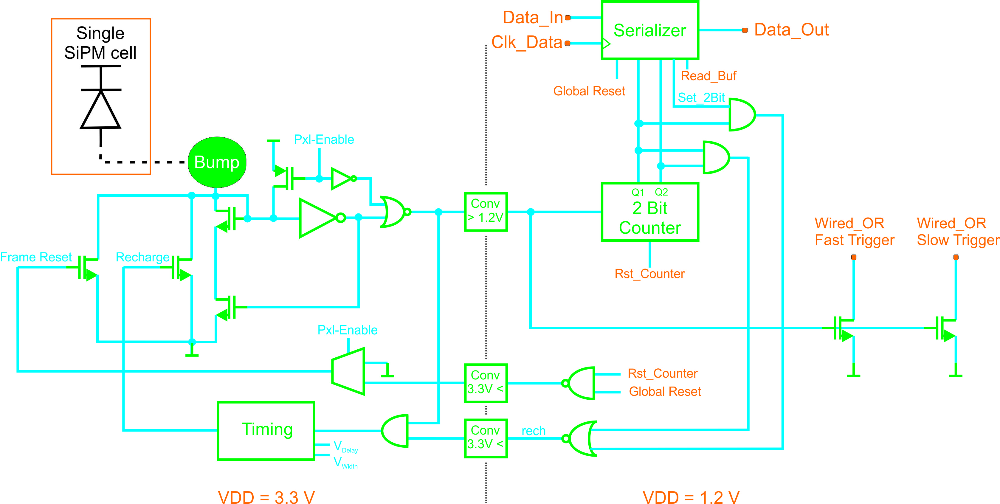 Single
SiPM cell
Bump
Data_In
Clk_Data
Serializer
Data_Out
Global Reset
Read_Buf
Set_2Bit
Pxl-Enable
Q1 Q2
2 Bit
Counter
Rst_Counter
Conv
> 1.2V
Wired_OR
Fast Trigger
Wired_OR
Slow Trigger
Frame Reset
Recharge
Pxl-Enable
Conv
3.3V <
Rst_Counter
Global Reset
Timing
VDelay
VWidth
Conv
3.3V <
rech
VDD = 3.3 V
VDD = 1.2 V